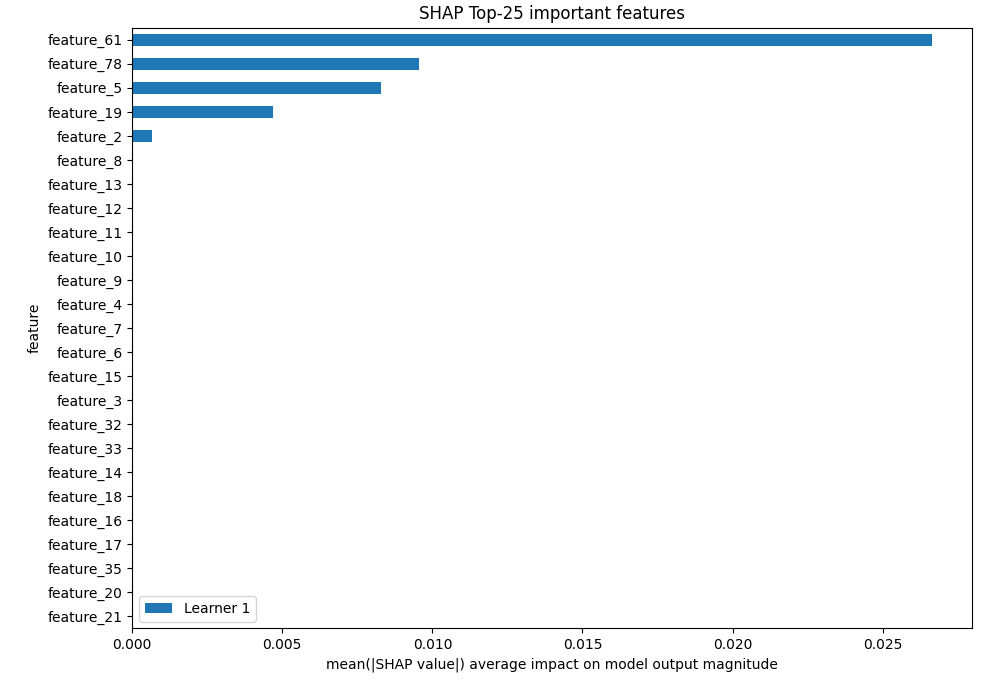 SHAP Top-25 important features
feature_61
feature_78
feature_5
feature_19
feature_2
feature_8
feature_13
feature_12
feature_11
feature_10
feature_9
feature_4
feature_7
feature_6
feature_15
feature_3
feature_32
feature_33
feature_14
feature_18
feature_16
feature_17
feature_35
feature_20
feature_21
feature
Learner 1
0.000 0.005 0.010 0.015 0.020 0.025
mean(|SHAP value|) average impact on model output magnitude